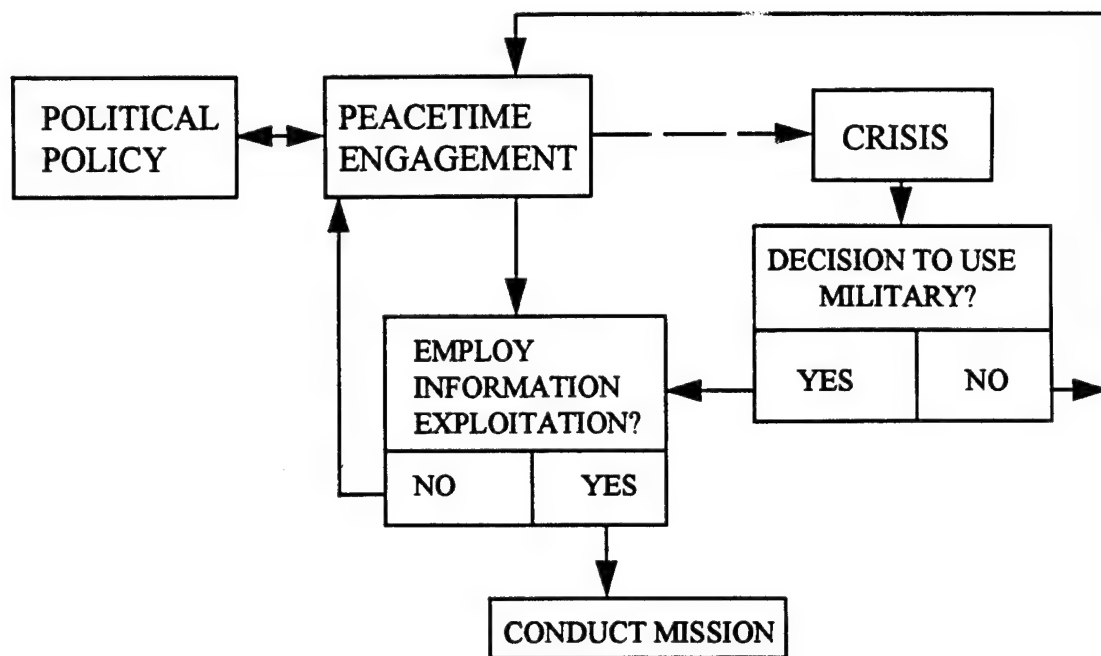 POLITICAL
POLICY
PEACETIME
ENGAGEMENT
CRISIS
DECISION TO USE
MILITARY?
YES
NO
EMPLOY
INFORMATION
EXPLOITATION?
NO
YES
CONDUCT MISSION